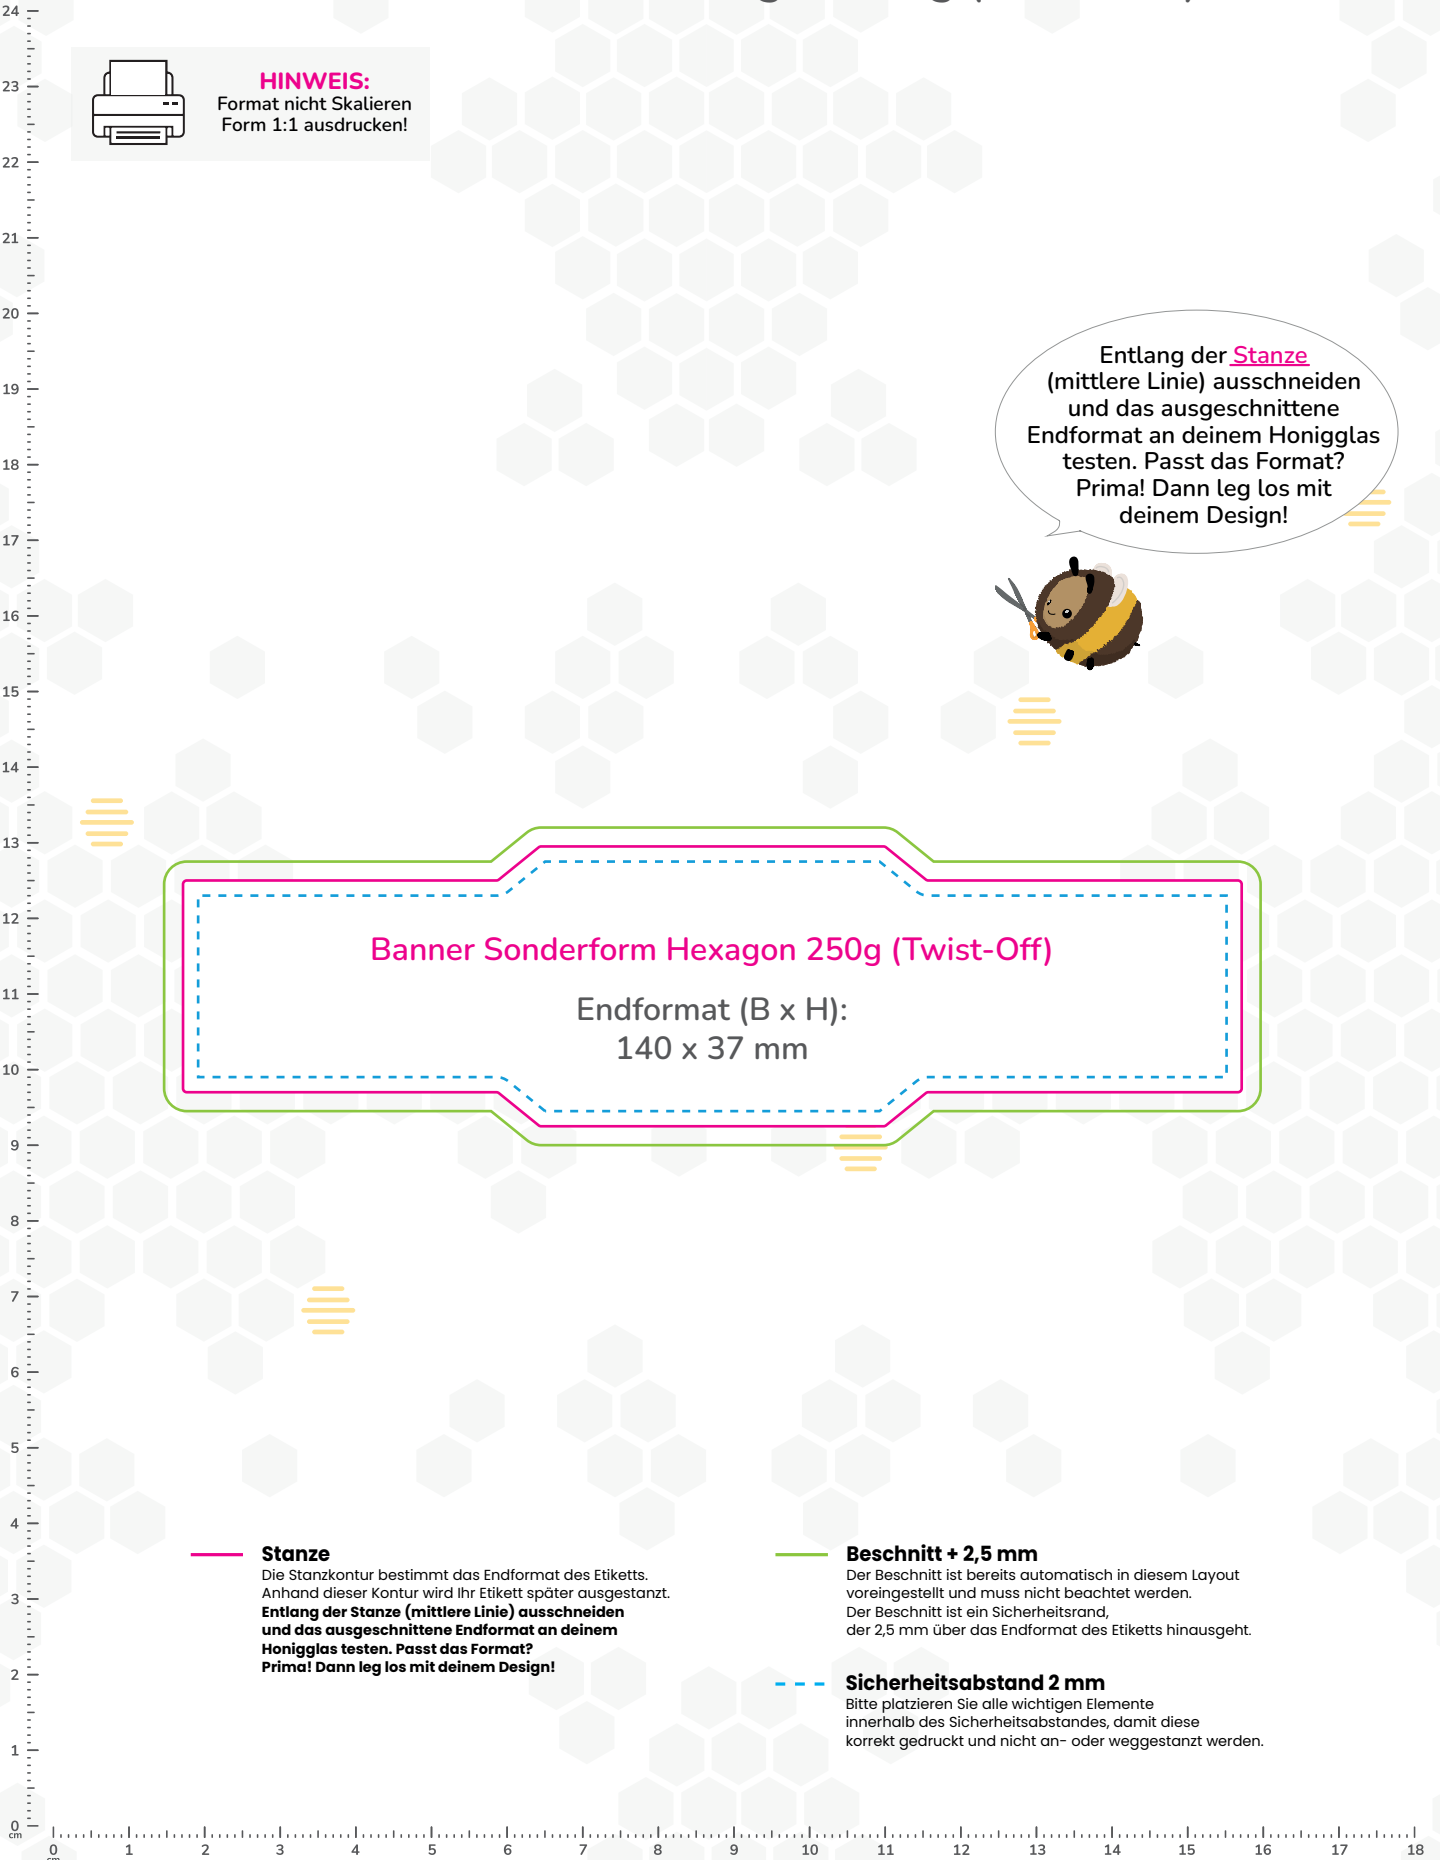 HINWEIS:
Format nicht Skalieren
Form 1:1 ausdrucken!
Entlang der Stanze
(mittlere Linie) ausschneiden
und das ausgeschnittene
Endformat an deinem Honigglas
testen. Passt das Format?
Prima! Dann leg los mit
deinem Design!
Banner Sonderform Hexagon 250g (Twist-Off)
Endformat (B x H):
140 x 37 mm
Stanze
Die Stanzkontur bestimmt das Endformat des Etiketts.
Anhand dieser Kontur wird Ihr Etikett später ausgestanzt.
Entlang der Stanze (mittlere Linie) ausschneiden
und das ausgeschnittene Endformat an deinem
Honigglas testen. Passt das Format?
Prima! Dann leg los mit deinem Design!
Beschnitt + 2,5 mm
Der Beschnitt ist bereits automatisch in diesem Layout
voreingestellt und muss nicht beachtet werden.
Der Beschnitt ist ein Sicherheitsrand,
der 2,5 mm über das Endformat des Etiketts hinausgeht.
Sicherheitsabstand 2 mm
Bitte platzieren Sie alle wichtigen Elemente
innerhalb des Sicherheitsabstandes, damit diese
korrekt gedruckt und nicht an- oder weggestanzt werden.
24
23
22
21
20
19
18
17
16
15
14
13
12
11
10
9
8
7
6
5
4
3
2
1
0
cm
0 1 2 3 4 5 6 7 8 9 10 11 12 13 14 15 16 17 18
cm